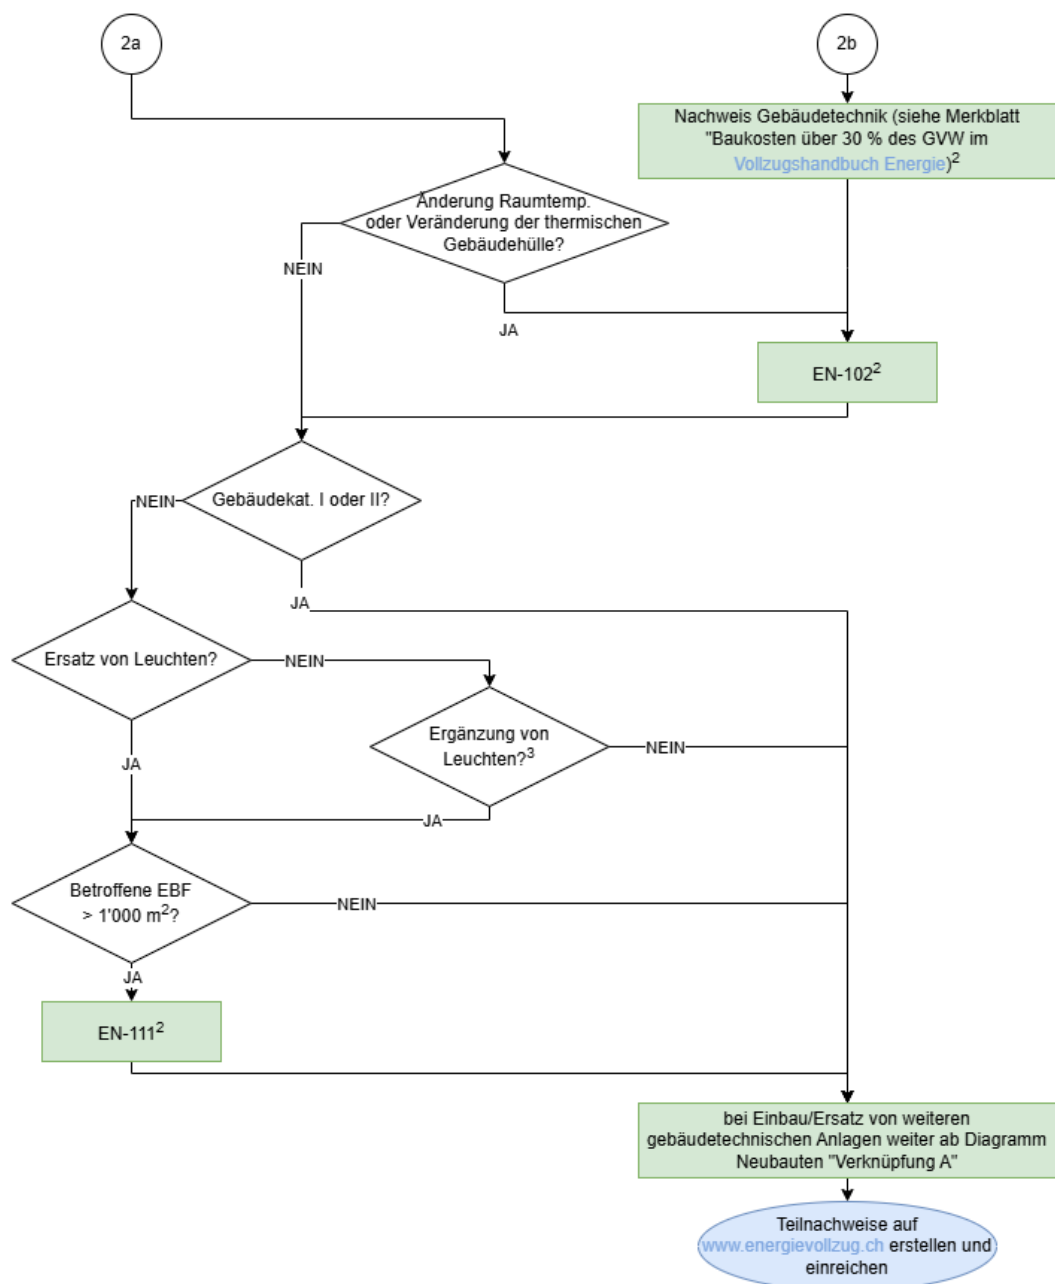 2a
2b
Nachweis Gebäudetechnik (siehe Merkblatt
"Baukosten über 30 % des GVW im
Vollzugshandbuch Energie)²
Änderung Raumtemp.
oder Veränderung der thermischen
Gebäudehülle?
NEIN
JA
EN-102²
Gebäudekat. I oder II?
NEIN
JA
Ersatz von Leuchten?
NEIN
Ergänzung von
Leuchten?³
NEIN
JA
JA
Betroffene EBF
> 1'000 m²?
NEIN
JA
EN-111²
bei Einbau/Ersatz von weiteren
gebäudetechnischen Anlagen weiter ab Diagramm
Neubauten "Verknüpfung A"
Teilnachweise auf
www.energievollzug.ch erstellen und
einreichen